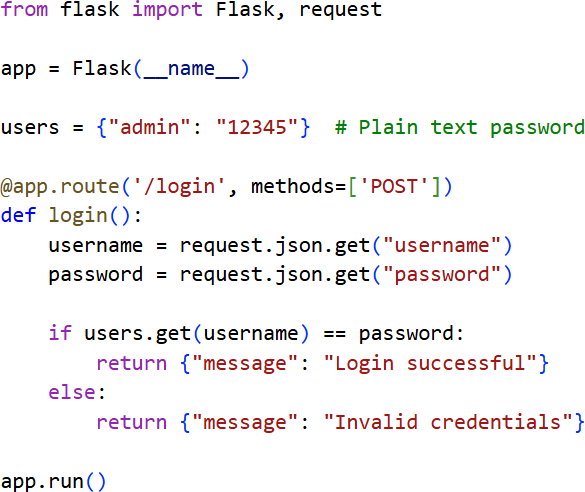 from flask import Flask, request
app = Flask(__name__)
users = {"admin": "12345"}  # Plain text password
@app.route('/login', methods=['POST'])
def login():
    username = request.json.get("username")
    password = request.json.get("password")
    if users.get(username) == password:
        return {"message": "Login successful"}
    else:
        return {"message": "Invalid credentials"}
app.run()